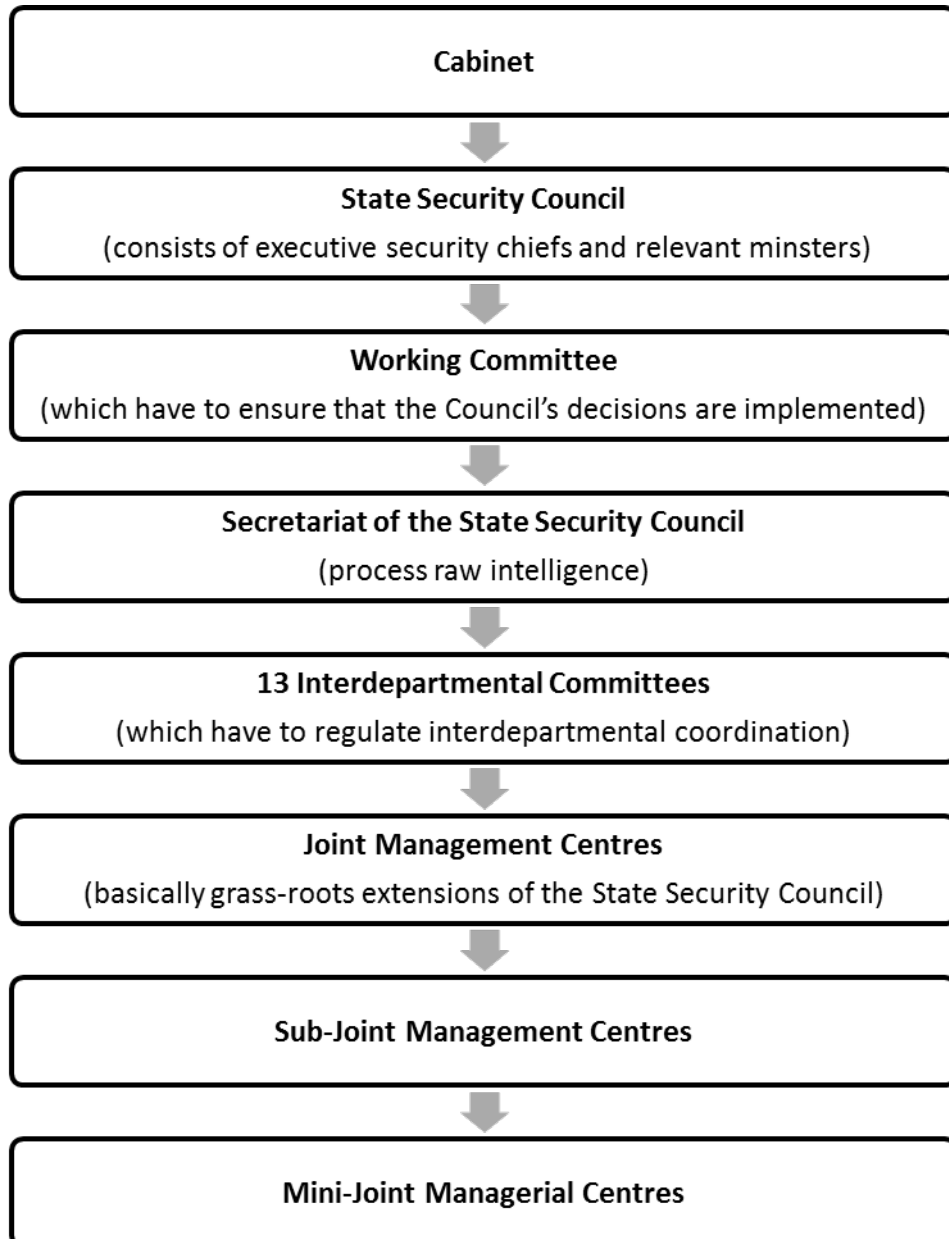 Cabinet
State Security Council
(consists of executive security chiefs and relevant minsters)
Working Committee
(which have to ensure that the Council’s decisions are implemented)
Secretariat of the State Security Council
(process raw intelligence)
13 Interdepartmental Committees
(which have to regulate interdepartmental coordination)
Joint Management Centres
(basically grass-roots extensions of the State Security Council)
Sub-Joint Management Centres
Mini-Joint Managerial Centres